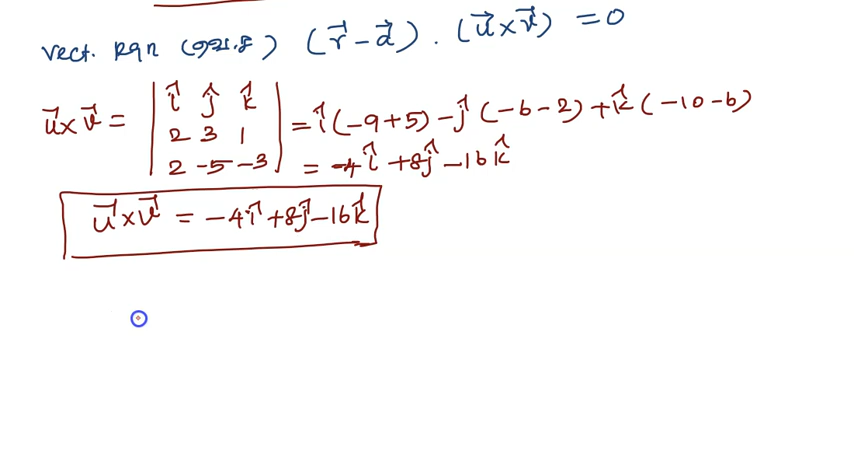 vect. Eqn ( ) (r⃗ - a⃗) . (u⃗ × v⃗) = 0
u⃗ × v⃗ = | î ĵ k̂ | = î (-9+5) - ĵ (-6-2) + k̂ (-10-6)
2 3 1
2 -5 -3 = -4î + 8ĵ - 16k̂
u⃗ × v⃗ = -4î + 8ĵ - 16k̂